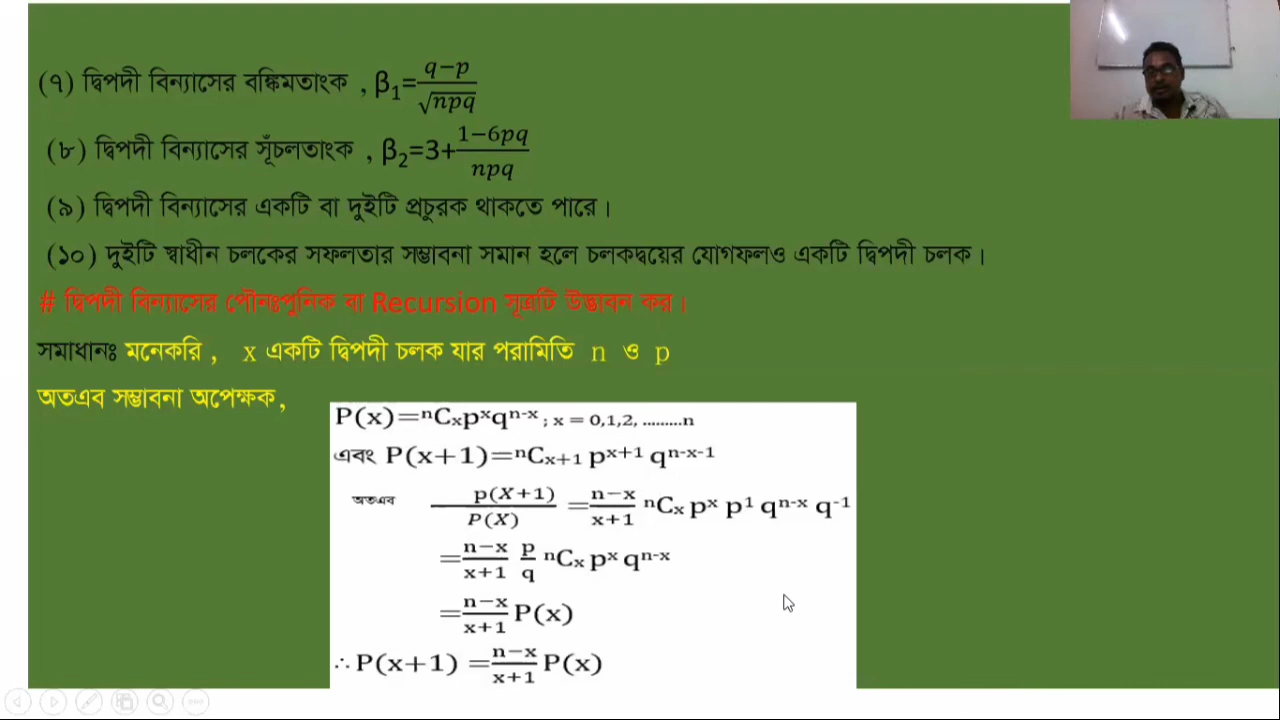 (৭) দ্বিপদী বিন্যাসের বঙ্কিমতাংক , β₁=q−p/√npq
(৮) দ্বিপদী বিন্যাসের সূঁচলতাংক , β₂=3+1−6pq/npq
(৯) দ্বিপদী বিন্যাসের একটি বা দুইটি প্রচুরক থাকতে পারে।
(১০) দুইটি স্বাধীন চলকের সফলতার সম্ভাবনা সমান হলে চলকদ্বয়ের যোগফলও একটি দ্বিপদী চলক।
# দ্বিপদী বিন্যাসের পৌনঃপুনিক বা Recursion সূত্রটি উদ্ভাবন কর।
সমাধানঃ মনেকরি , x একটি দ্বিপদী চলক যার পরামিতি n ও p
অতএব সম্ভাবনা অপেক্ষক,
P(x)=ⁿCₓpˣqⁿ⁻ˣ ; x = 0,1,2, .........n
এবং P(x+1)=ⁿCₓ₊₁ pˣ⁺¹ qⁿ⁻ˣ⁻¹
অতএব p(X+1)/P(X) =n−x/x+1 ⁿCₓ pˣ p¹ qⁿ⁻ˣ q⁻¹
=n−x/x+1 p/q ⁿCₓ pˣ qⁿ⁻ˣ
=n−x/x+1 P(x)
∴ P(x+1) =n−x/x+1 P(x)